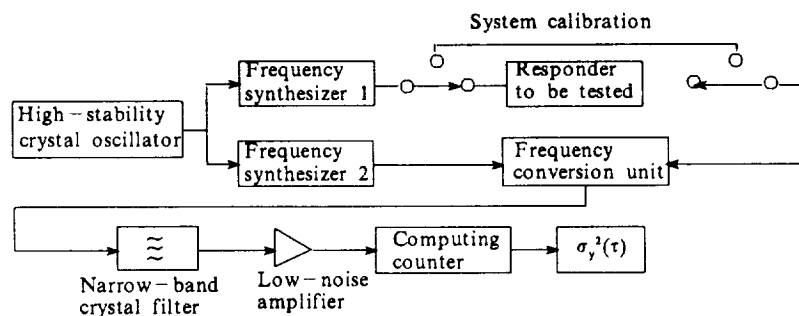 System calibration
Frequency
synthesizer 1
Responder
to be tested
High-stability
crystal oscillator
Frequency
synthesizer 2
Frequency
conversion unit
Narrow-band
crystal filter
Low-noise
amplifier
Computing
counter
σy²(τ)